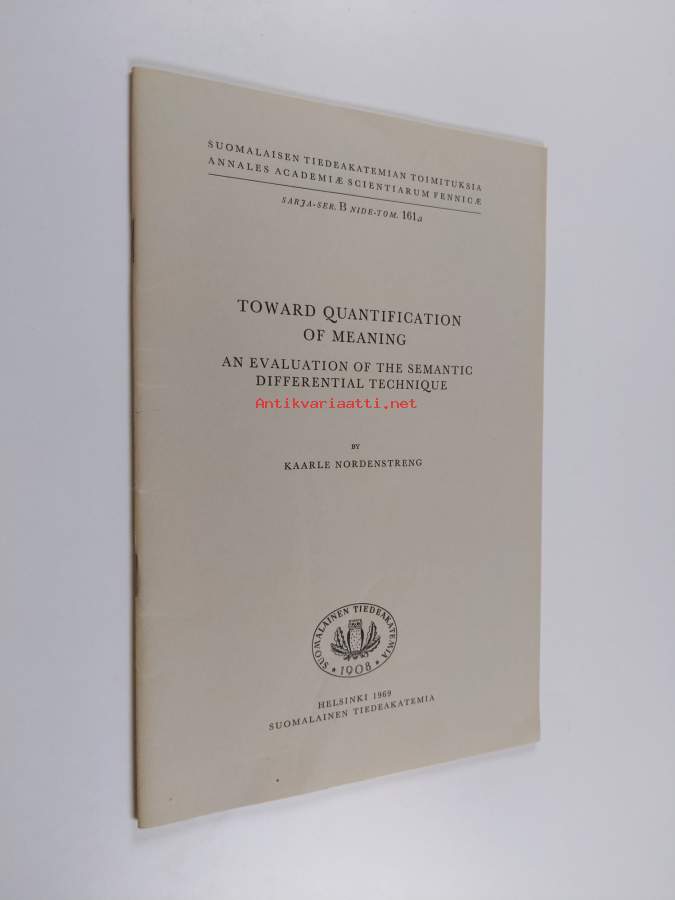 SUOMALAISEN TIEDEAKATEMIAN TOIMITUKSIA
ANNALES ACADEMIÆ SCIENTIARUM FENNICÆ
SARJA-SER. B NIDE-TOM. 161,2
TOWARD QUANTIFICATION
OF MEANING
AN EVALUATION OF THE SEMANTIC
DIFFERENTIAL TECHNIQUE
Antikvariaatti.net
BY
KAARLE NORDENSTRENG
SUOMALAINEN TIEDEAKATEMIA
1908
HELSINKI 1969
SUOMALAINEN TIEDEAKATEMIA